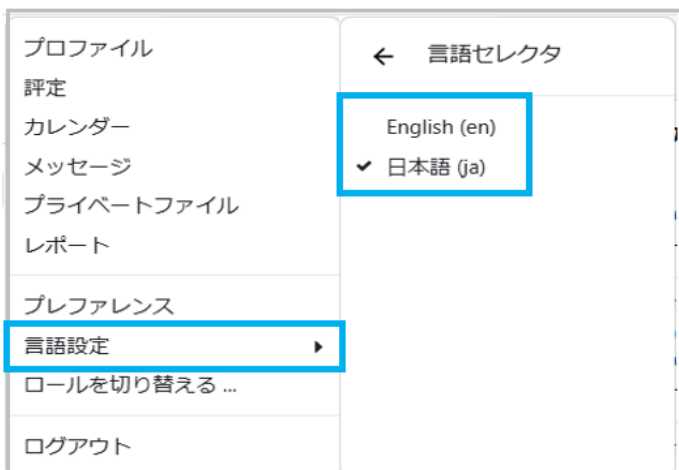 プロファイル
評定
カレンダー
メッセージ
プライベートファイル
レポート
プレファレンス
言語設定
ロールを切り替える ...
ログアウト
言語セレクタ
English (en)
日本語 (ja)